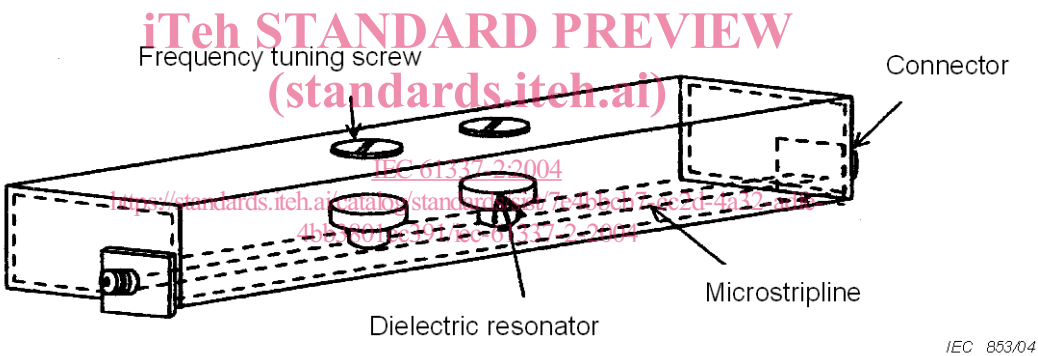 iTeh STANDARD PREVIEW
Frequency tuning screw
(standards.iteh.ai)
Connector
IEC 61337-2:2004
Microstripline
Dielectric resonator
IEC 853/04